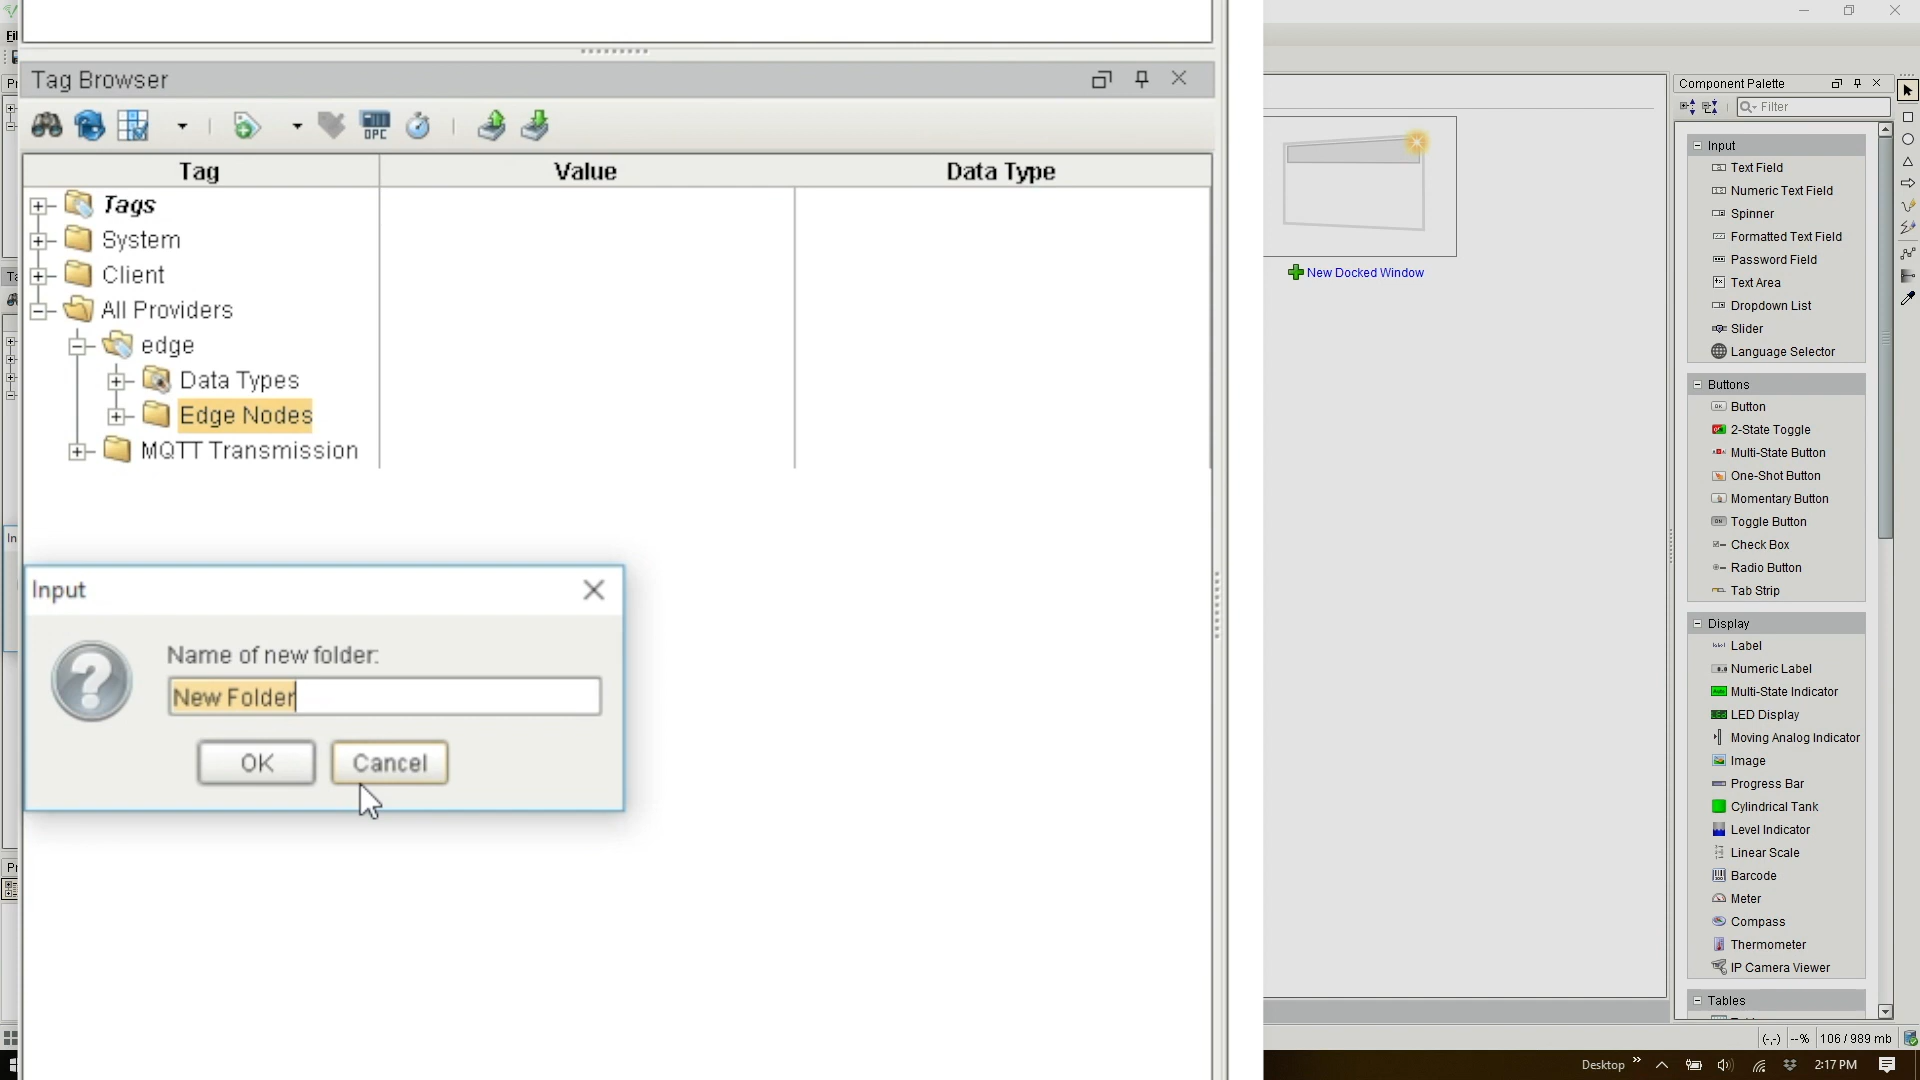 Tag Browser
OPC
Tag
Value
Data Type
Tags
System
Client
All Providers
edge
Data Types
Edge Nodes
MQTT Transmission
Input
Name of new folder:
New Folder
OK
Cancel
New Docked Window
Component Palette
Filter
Input
Text Field
Numeric Text Field
Spinner
Formatted Text Field
Password Field
Text Area
Dropdown List
Slider
Language Selector
Buttons
Button
2-State Toggle
Multi-State Button
One-Shot Button
Momentary Button
Toggle Button
Check Box
Radio Button
Tab Strip
Display
Label
Numeric Label
Multi-State Indicator
LED Display
Moving Analog Indicator
Image
Progress Bar
Cylindrical Tank
Level Indicator
Linear Scale
Barcode
Meter
Compass
Thermometer
IP Camera Viewer
Tables
(-,-) --% 106 / 989 mb
Desktop
2:17 PM